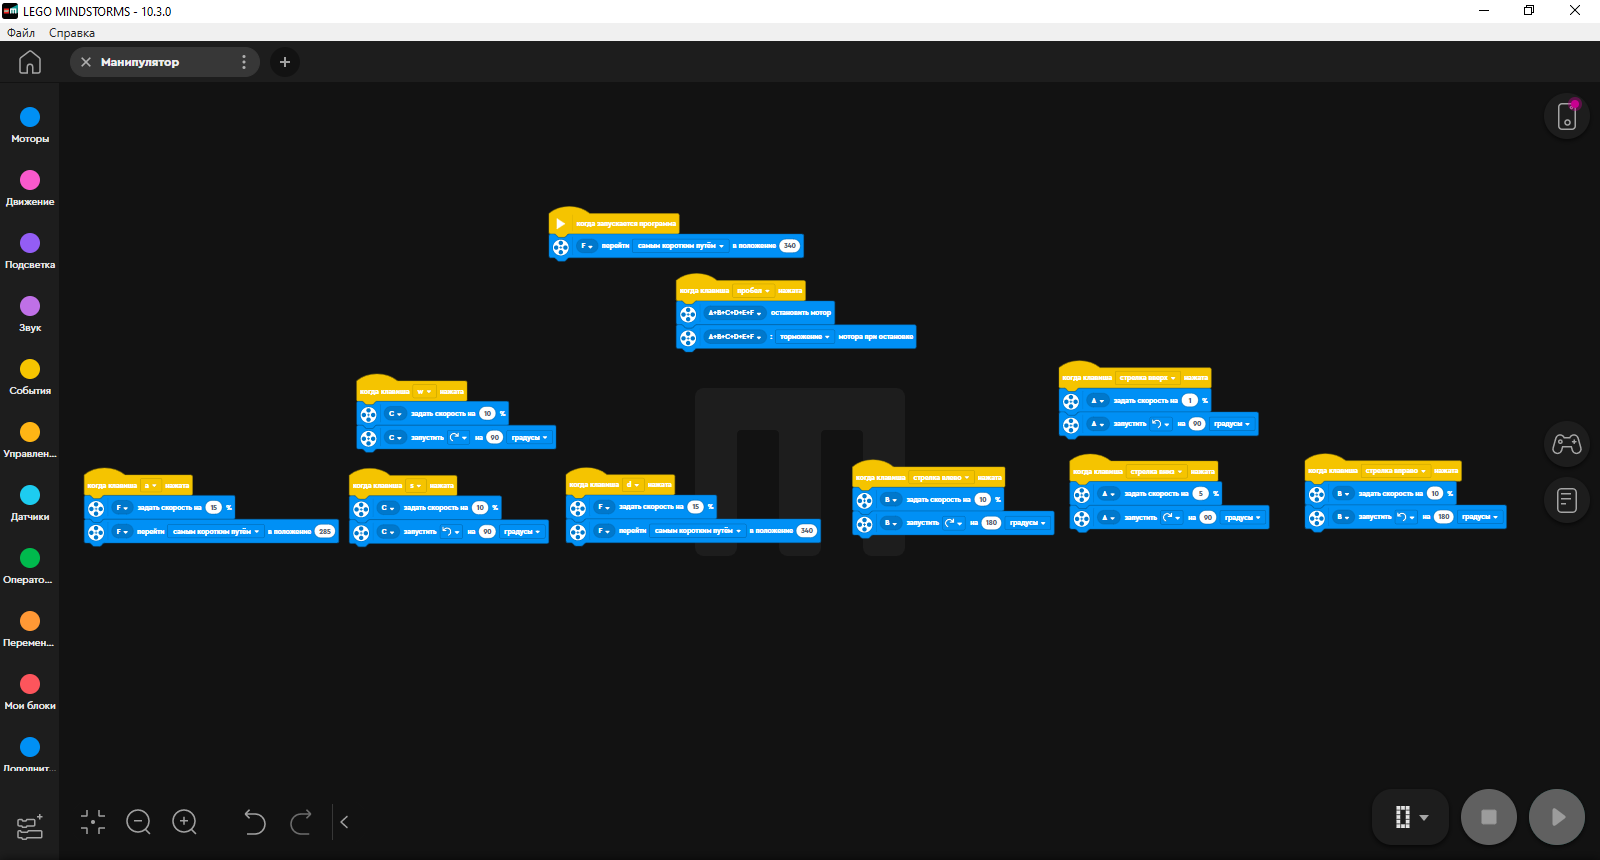 LEGO MINDSTORMS - 10.3.0
Файл Справка
Манипулятор
Моторы
Движение
Подсветка
Звук
События
Управлен...
Датчики
Операто...
Перемен...
Мои блоки
Дополнит...
когда запускается программа
F перейти самым коротким путём в положение 340
когда клавиша пробел нажата
A+B+C+D+E+F остановить мотор
A+B+C+D+E+F : торможение мотора при остановке
когда клавиша w нажата
C задать скорость на 10 %
C запустить на 90 градусы
когда клавиша стрелка вверх нажата
A задать скорость на 1 %
A запустить на 90 градусы
когда клавиша a нажата
F задать скорость на 15 %
F перейти самым коротким путём в положение 285
когда клавиша s нажата
C задать скорость на 10 %
C запустить на 90 градусы
когда клавиша d нажата
F задать скорость на 15 %
F перейти самым коротким путём в положение 340
когда клавиша стрелка влево нажата
B задать скорость на 10 %
B запустить на 180 градусы
когда клавиша стрелка вниз нажата
A задать скорость на 5 %
A запустить на 90 градусы
когда клавиша стрелка вправо нажата
B задать скорость на 10 %
B запустить на 180 градусы